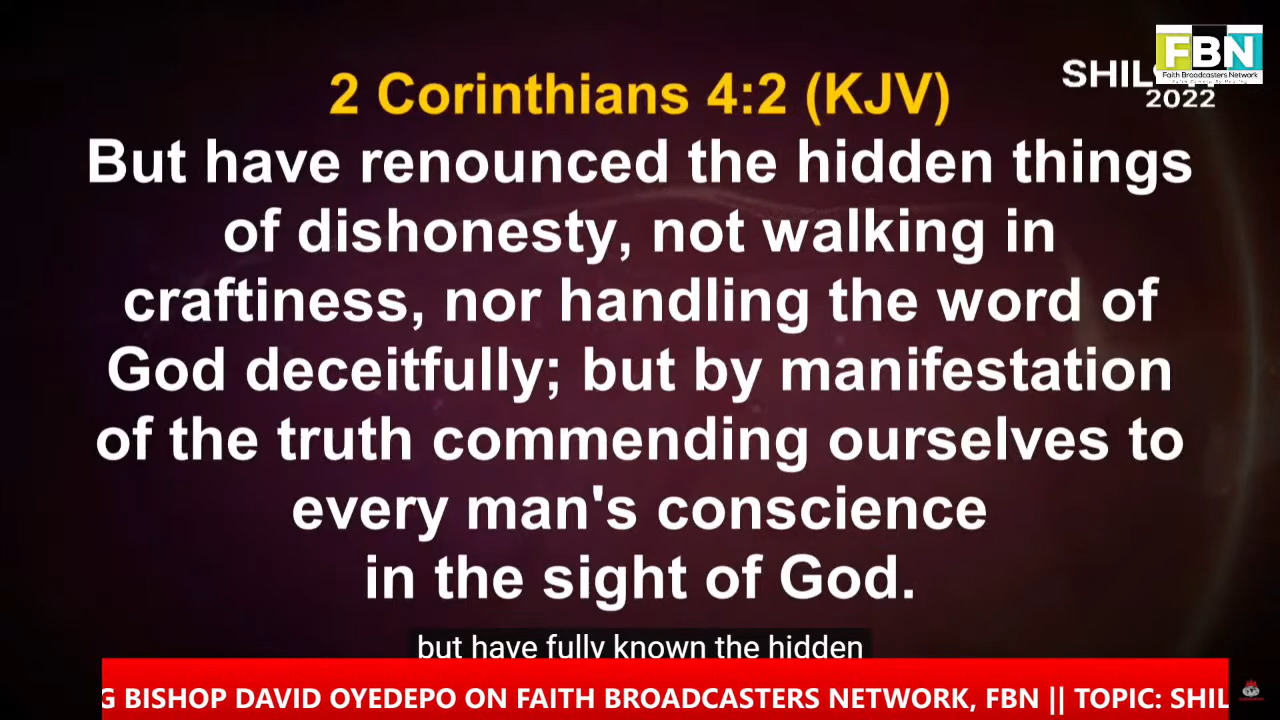 FBN
Faith Broadcasters Network
SHIL
2022
2 Corinthians 4:2 (KJV)
But have renounced the hidden things
of dishonesty, not walking in
craftiness, nor handling the word of
God deceitfully; but by manifestation
of the truth commending ourselves to
every man's conscience
in the sight of God.
but have fully known the hidden
G BISHOP DAVID OYEDEPO ON FAITH BROADCASTERS NETWORK, FBN || TOPIC: SHIL